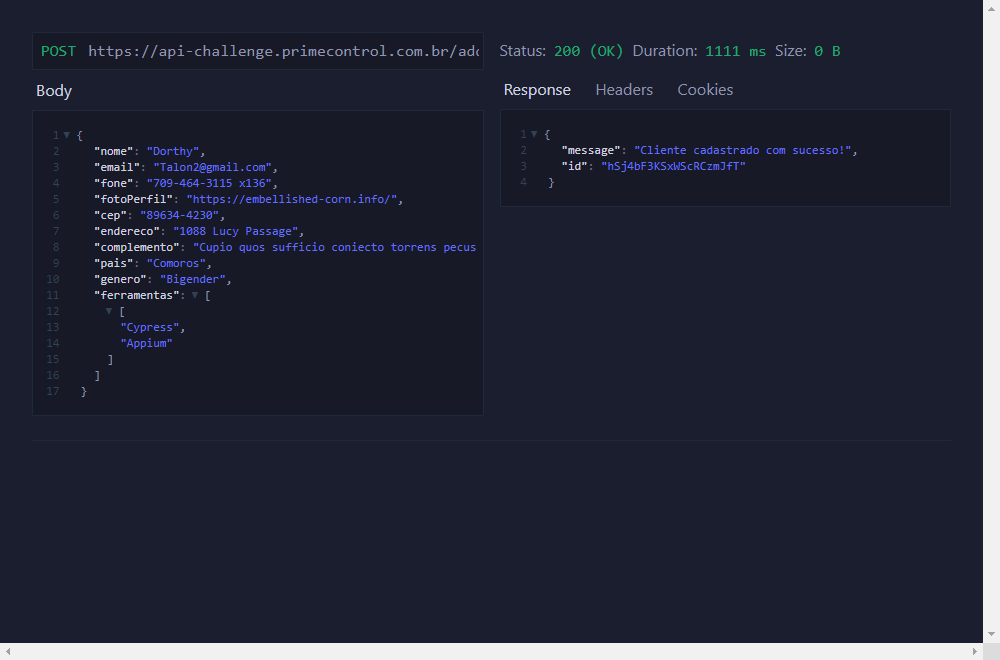 POST https://api-challenge.primecontrol.com.br/add
Status: 200 (OK) Duration: 1111 ms Size: 0 B
Body
1 ▼ {
2 "nome": "Dorthy",
3 "email": "Talon2@gmail.com",
4 "fone": "709-464-3115 x136",
5 "fotoPerfil": "https://embellished-corn.info/",
6 "cep": "89634-4230",
7 "endereco": "1088 Lucy Passage",
8 "complemento": "Cupio quos sufficio coniecto torrens pecus
9 "pais": "Comoros",
10 "genero": "Bigender",
11 "ferramentas": ▼ [
12 ▼ [
13 "Cypress",
14 "Appium"
15 ]
16 ]
17 }
Response Headers Cookies
1 ▼ {
2 "message": "Cliente cadastrado com sucesso!",
3 "id": "hSj4bF3KSxWScRCzmJfT"
4 }